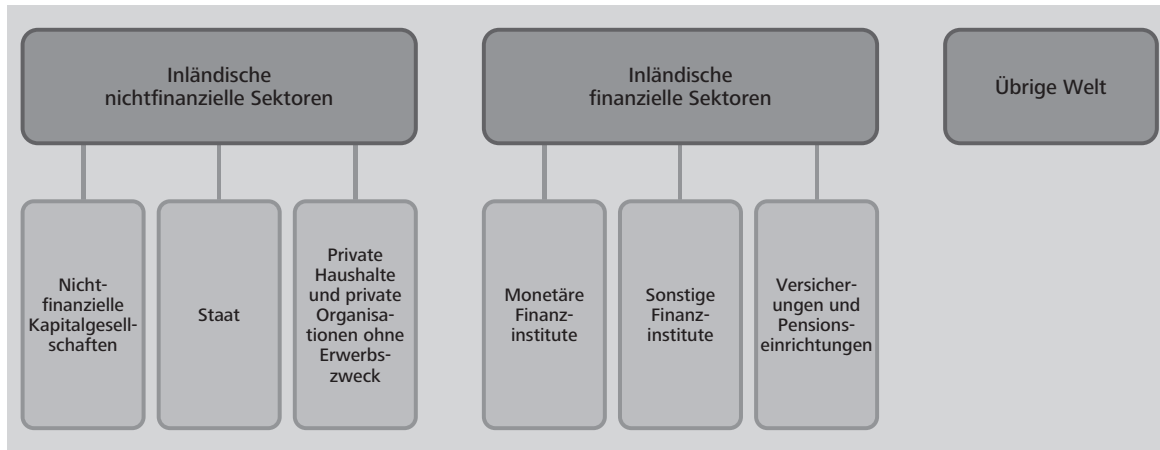 Inländische
nichtfinanzielle Sektoren
Inländische
finanzielle Sektoren
Übrige Welt
Nicht-
finanzielle
Kapitalgesell-
schaften
Staat
Private
Haushalte
und private
Organisa-
tionen ohne
Erwerbs-
zweck
Monetäre
Finanz-
institute
Sonstige
Finanz-
institute
Versicher-
ungen und
Pensions-
einrichtungen